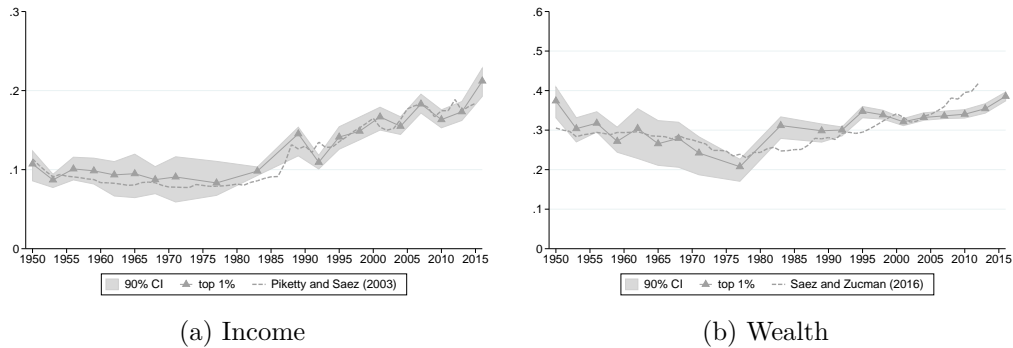 .3
.2
.1
0
1950 1955 1960 1965 1970 1975 1980 1985 1990 1995 2000 2005 2010 2015
90% CI top 1% Piketty and Saez (2003)
(a) Income
.6
.5
.4
.3
.2
.1
0
1950 1955 1960 1965 1970 1975 1980 1985 1990 1995 2000 2005 2010 2015
90% CI top 1% Saez and Zucman (2016)
(b) Wealth